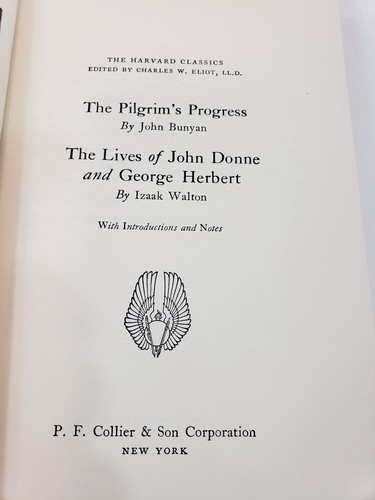 THE HARVARD CLASSICS
EDITED BY CHARLES W. ELIOT, LL.D.
The Pilgrim's Progress
By John Bunyan
The Lives of John Donne
and George Herbert
By Izaak Walton
With Introductions and Notes
P. F. Collier & Son Corporation
NEW YORK